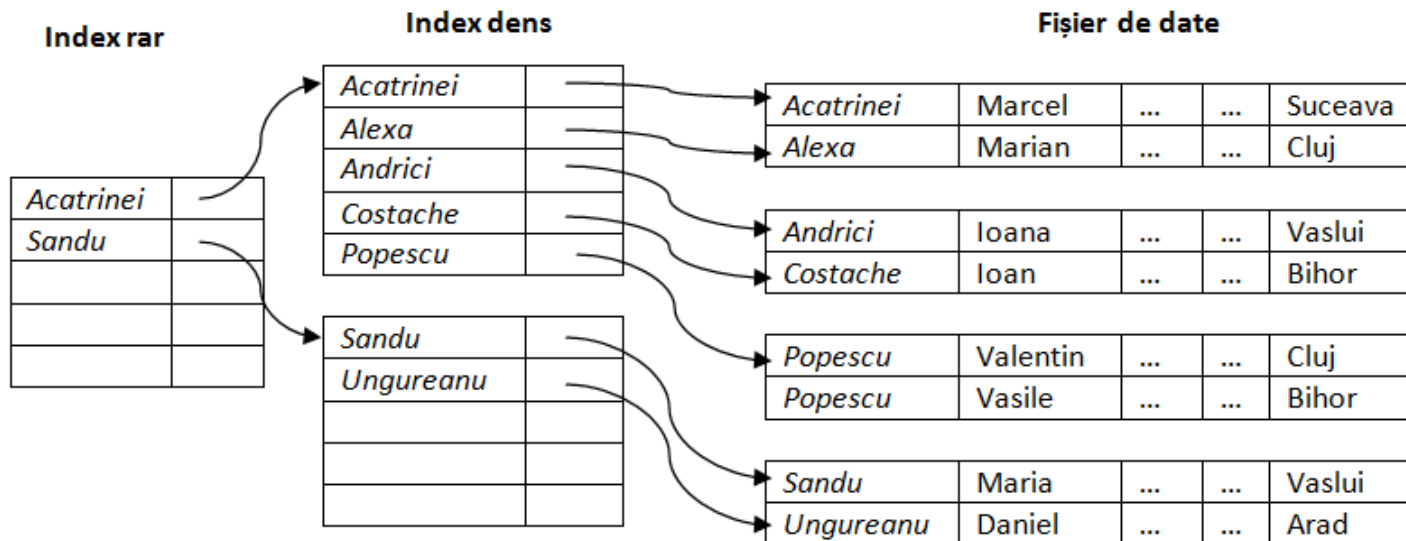 Index rar
Index dens
Fișier de date
Acatrinei
Sandu
Acatrinei
Alexa
Andrici
Costache
Popescu
Sandu
Ungureanu
Acatrinei Marcel ... ... Suceava
Alexa Marian ... ... Cluj
Andrici Ioana ... ... Vaslui
Costache Ioan ... ... Bihor
Popescu Valentin ... ... Cluj
Popescu Vasile ... ... Bihor
Sandu Maria ... ... Vaslui
Ungureanu Daniel ... ... Arad